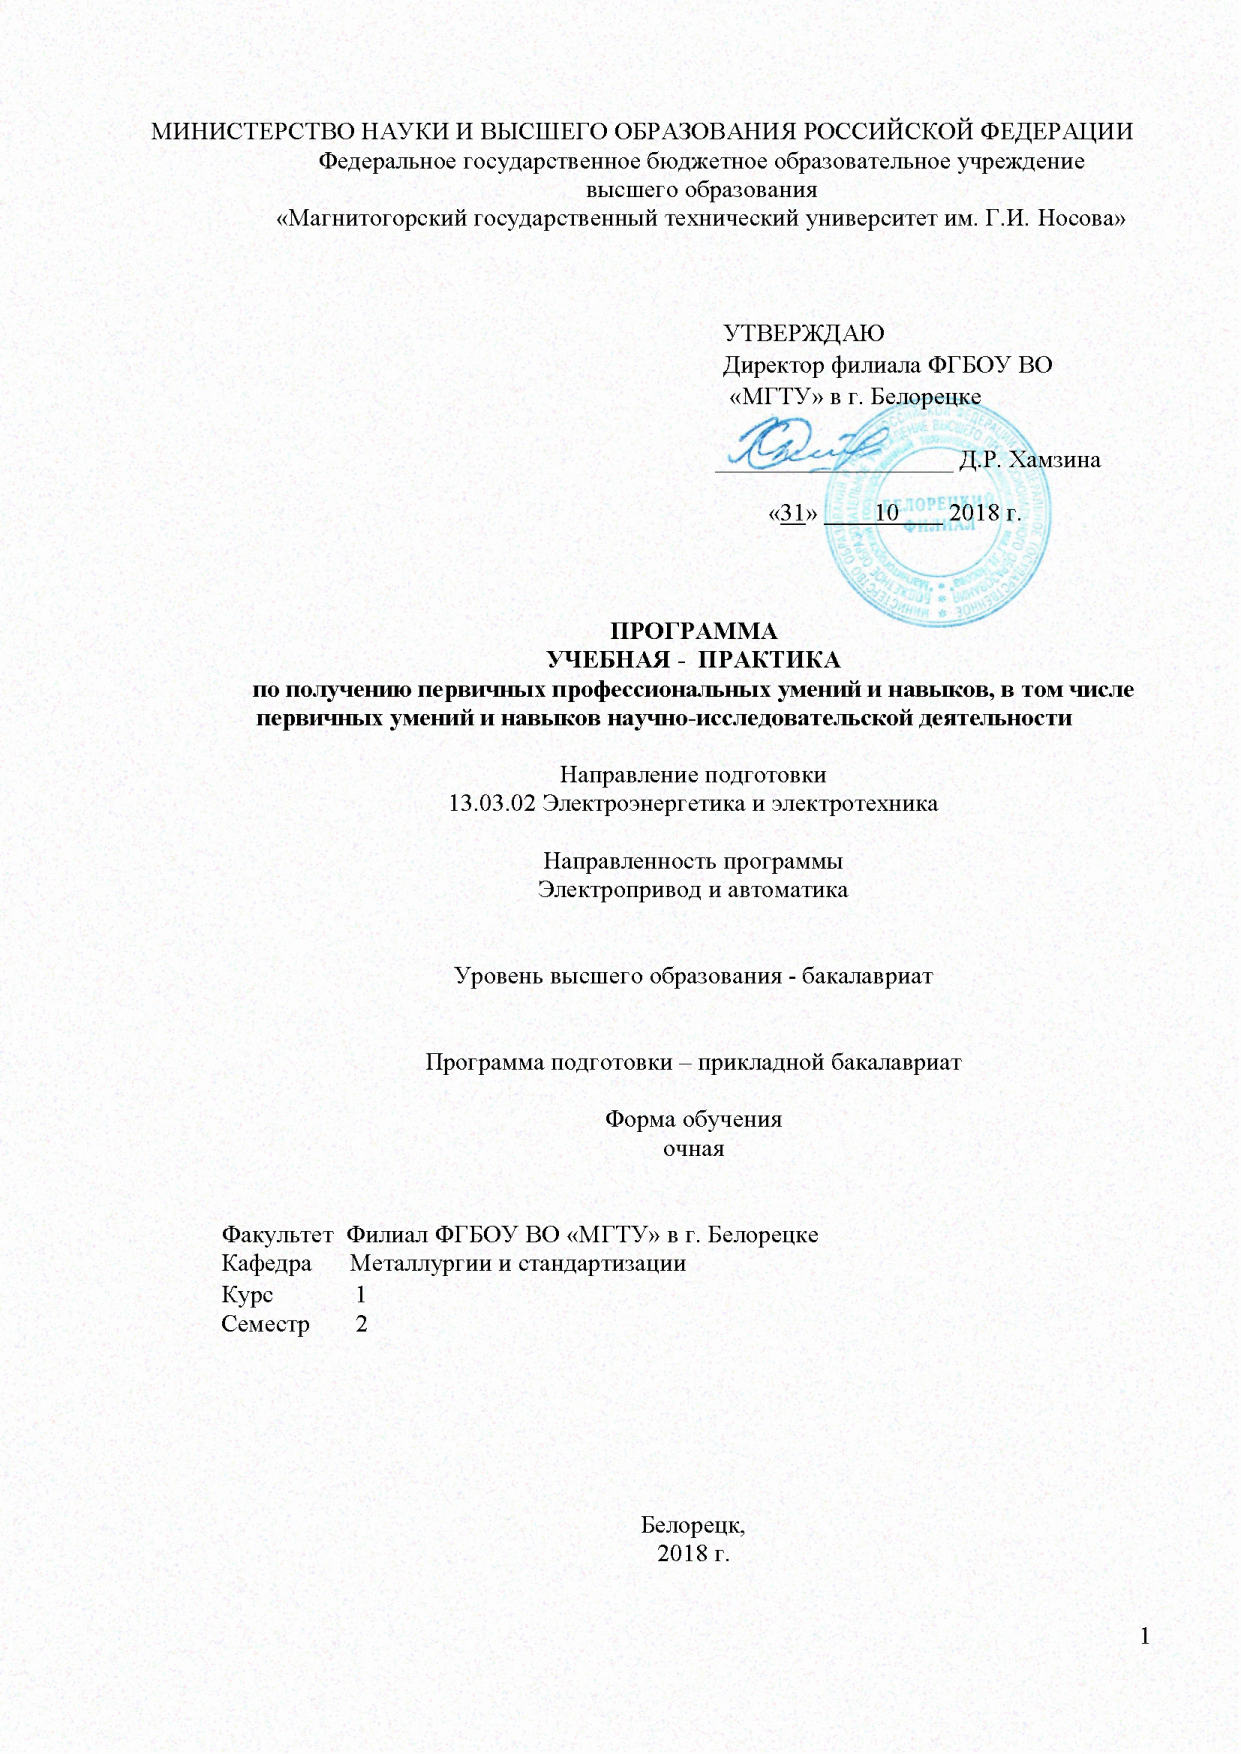 МИНИСТЕРСТВО НАУКИ И ВЫСШЕГО ОБРАЗОВАНИЯ РОССИЙСКОЙ ФЕДЕРАЦИИ
Федеральное государственное бюджетное образовательное учреждение
высшего образования
«Магнитогорский государственный технический университет им. Г.И. Носова»
УТВЕРЖДАЮ
Директор филиала ФГБОУ ВО
«МГТУ» в г. Белорецке
Д.Р. Хамзина
«31» 10 2018 г.
БЕЛОРЕЦКИЙ
ФИЛИАЛ
ПРОГРАММА
УЧЕБНАЯ - ПРАКТИКА
по получению первичных профессиональных умений и навыков, в том числе
первичных умений и навыков научно-исследовательской деятельности
Направление подготовки
13.03.02 Электроэнергетика и электротехника
Направленность программы
Электропривод и автоматика
Уровень высшего образования - бакалавриат
Программа подготовки – прикладной бакалавриат
Форма обучения
очная
Факультет Филиал ФГБОУ ВО «МГТУ» в г. Белорецке
Кафедра Металлургии и стандартизации
Курс 1
Семестр 2
Белорецк,
2018 г.
1